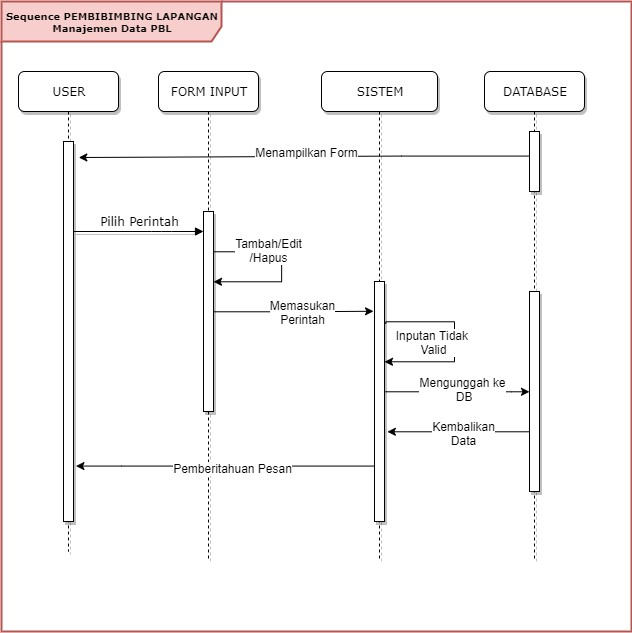 Sequence PEMBIBIMBING LAPANGAN
Manajemen Data PBL
USER
FORM INPUT
SISTEM
DATABASE
Menampilkan Form
Pilih Perintah
Tambah/Edit
/Hapus
Memasukan
Perintah
Inputan Tidak
Valid
Mengunggah ke
DB
Kembalikan
Data
Pemberitahuan Pesan